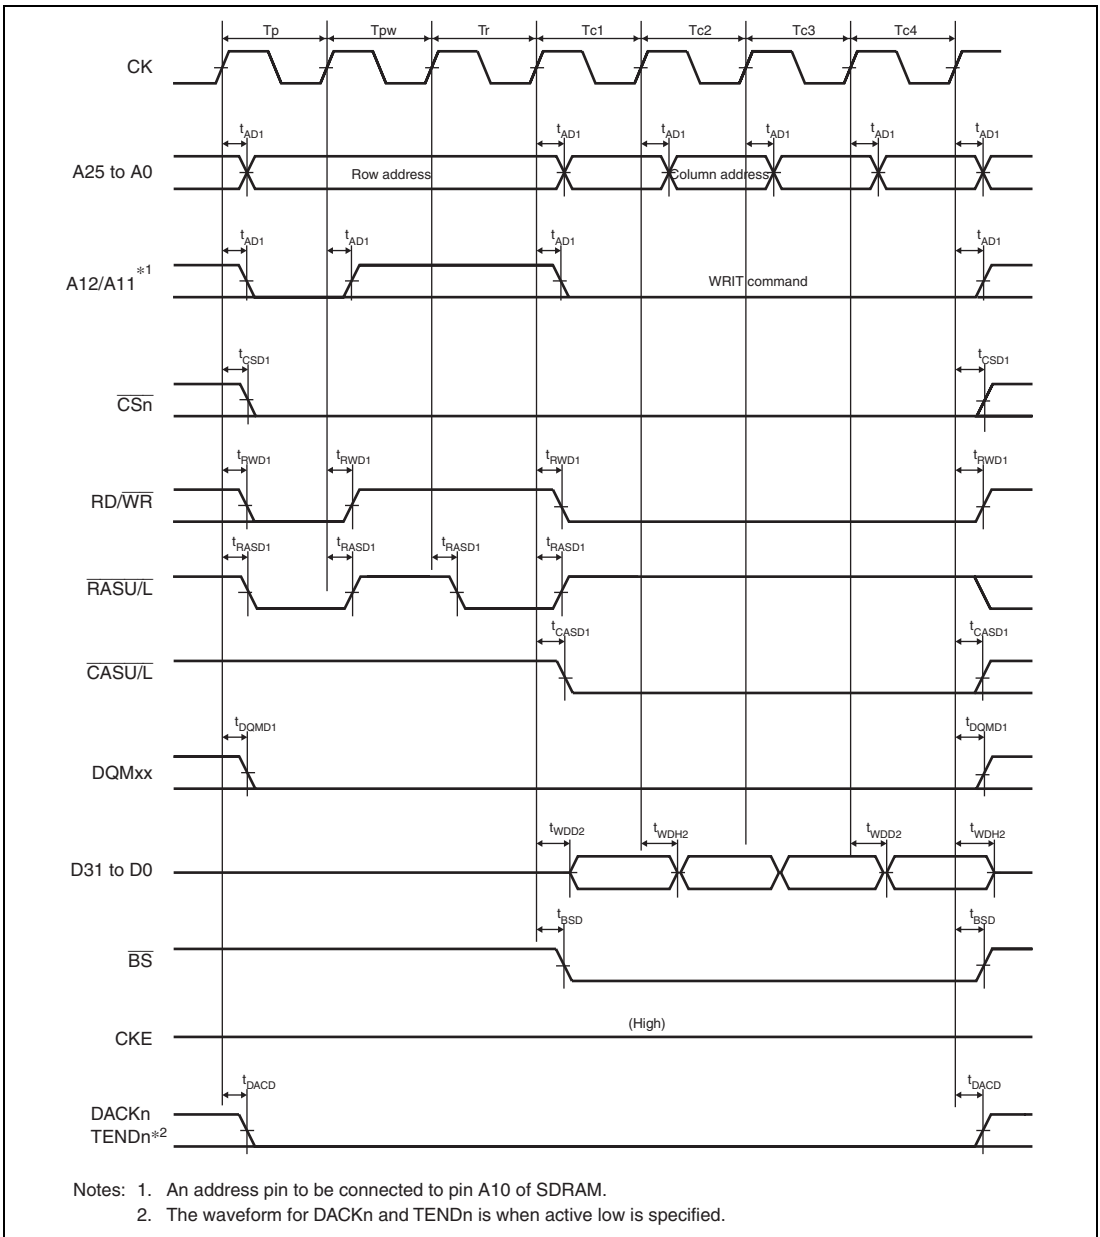 Tp Tpw Tr Tc1 Tc2 Tc3 Tc4
CK
tAD1 tAD1 tAD1 tAD1 tAD1 tAD1
A25 to A0
Row address
Column address
tAD1 tAD1 tAD1 tAD1
A12/A11*1
WRIT command
tCSD1 tCSD1
CSn
tRWD1 tRWD1 tRWD1 tRWD1
RD/WR
tRASD1 tRASD1 tRASD1 tRASD1
RASU/L
tCASD1 tCASD1
CASU/L
tDQMD1 tDQMD1
DQMxx
tWDD2 tWDH2 tWDD2 tWDH2
D31 to D0
tBSD tBSD
BS
(High)
CKE
tDACD tDACD
DACKn
TENDn*2
Notes: 1. An address pin to be connected to pin A10 of SDRAM.
2. The waveform for DACKn and TENDn is when active low is specified.